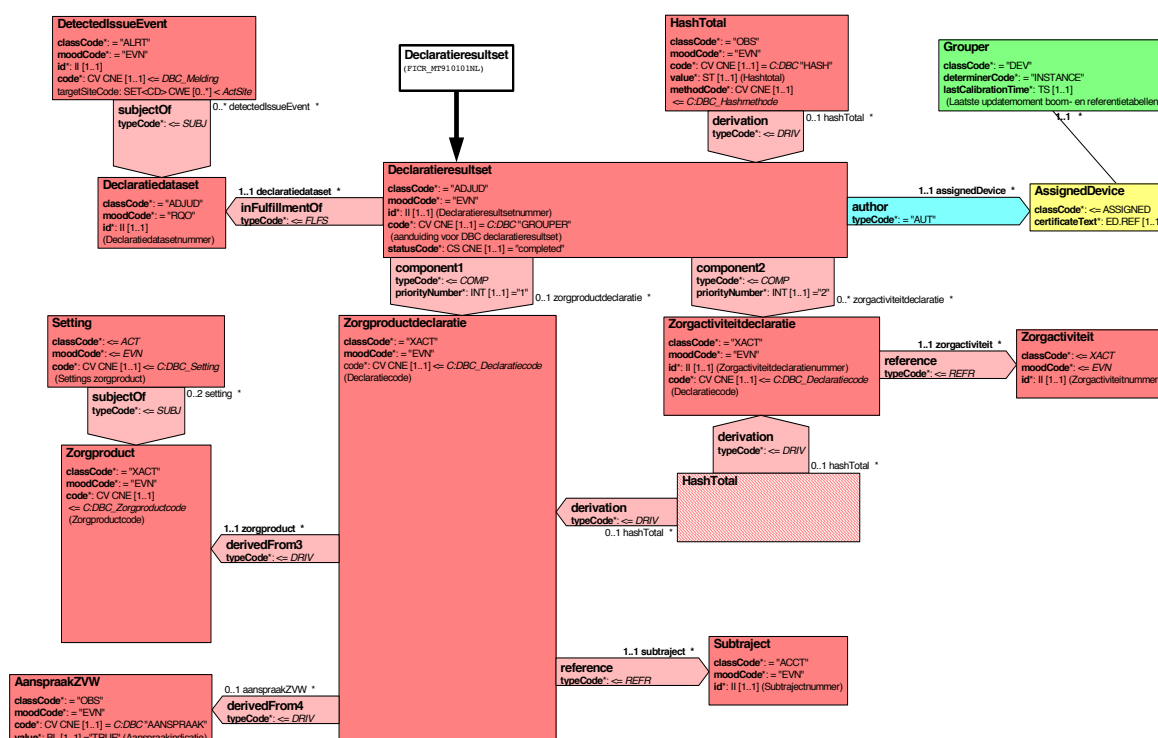 DetectedIssueEvent
classCode*: = "ALRT"
moodCode*: = "EVN"
id*: II [1..1]
code*: CV CNE [1..1] <= DBC_Melding
targetSiteCode: SET<CD> CWE [0..*] < ActSite
subjectOf
typeCode*: <= SUBJ
0..* detectedIssueEvent
Declaratiedataset
classCode*: = "ADJUD"
moodCode*: = "RQO"
id*: II [1..1]
(Declaratiedatasetnummer)
1..1 declaratiedataset *
inFulfillmentOf
typeCode*: <= FLFS
Declaratieresultset
(FICR_MT910101NL)
HashTotal
classCode*: = "OBS"
moodCode*: = "EVN"
code*: CV CNE [1..1] = C:DBC "HASH"
value*: ST [1..1] (Hashtotal)
methodCode*: CV CNE [1..1]
<= C:DBC_Hashmethode
derivation
typeCode*: <= DRIV
0..1 hashTotal *
Grouper
classCode*: = "DEV"
determinerCode*: = "INSTANCE"
lastCalibrationTime*: TS [1..1]
(Laatste updatemoment boom- en referentietabellen
1..1 *
Declaratieresultset
classCode*: = "ADJUD"
moodCode*: = "EVN"
id*: II [1..1] (Declaratieresultsetnummer)
code*: CV CNE [1..1] = C:DBC "GROUPER"
(aanduiding voor DBC declaratieresultset)
statusCode*: CS CNE [1..1] = "completed"
1..1 assignedDevice *
author
typeCode*: = "AUT"
AssignedDevice
classCode*: <= ASSIGNED
certificateText*: ED.REF [1..1
component1
typeCode*: <= COMP
priorityNumber*: INT [1..1] ="1"
0..1 zorgproductdeclaratie *
component2
typeCode*: <= COMP
priorityNumber*: INT [1..1] ="2"
0..* zorgactiviteitdeclaratie *
Setting
classCode*: <= ACT
moodCode*: <= EVN
code*: CV CNE [1..1] <= C:DBC_Setting
(Settings zorgproduct)
subjectOf
typeCode*: <= SUBJ
0..2 setting *
Zorgproductdeclaratie
classCode*: = "XACT"
moodCode*: = "EVN"
code*: CV CNE [1..1] <= C:DBC_Declaratiecode
(Declaratiecode)
Zorgactiviteitdeclaratie
classCode*: = "XACT"
moodCode*: = "EVN"
id*: II [1..1] (Zorgactiviteitdeclaratienummer)
code*: CV CNE [1..1] <= C:DBC_Declaratiecode
(Declaratiecode)
1..1 zorgactiviteit *
reference
typeCode*: <= REFR
Zorgactiviteit
classCode*: <= XACT
moodCode*: <= EVN
id*: II [1..1] (Zorgactiviteitnummer
derivation
typeCode*: <= DRIV
0..1 hashTotal *
HashTotal
derivation
typeCode*: <= DRIV
0..1 hashTotal *
Zorgproduct
classCode*: = "XACT"
moodCode*: = "EVN"
code*: CV CNE [1..1]
<= C:DBC_Zorgproductcode
(Zorgproductcode)
1..1 zorgproduct *
derivedFrom3
typeCode*: <= DRIV
1..1 subtraject *
reference
typeCode*: <= REFR
Subtraject
classCode*: = "ACCT"
moodCode*: = "EVN"
id*: II [1..1] (Subtrajectnummer)
AanspraakZVW
classCode*: = "OBS"
moodCode*: = "EVN"
code*: CV CNE [1..1] = C:DBC "AANSPRAAK"
value*: BL [1..1] ="TRUE" (Aanspraakindicatie)
0..1 aanspraakZVW *
derivedFrom4
typeCode*: <= DRIV